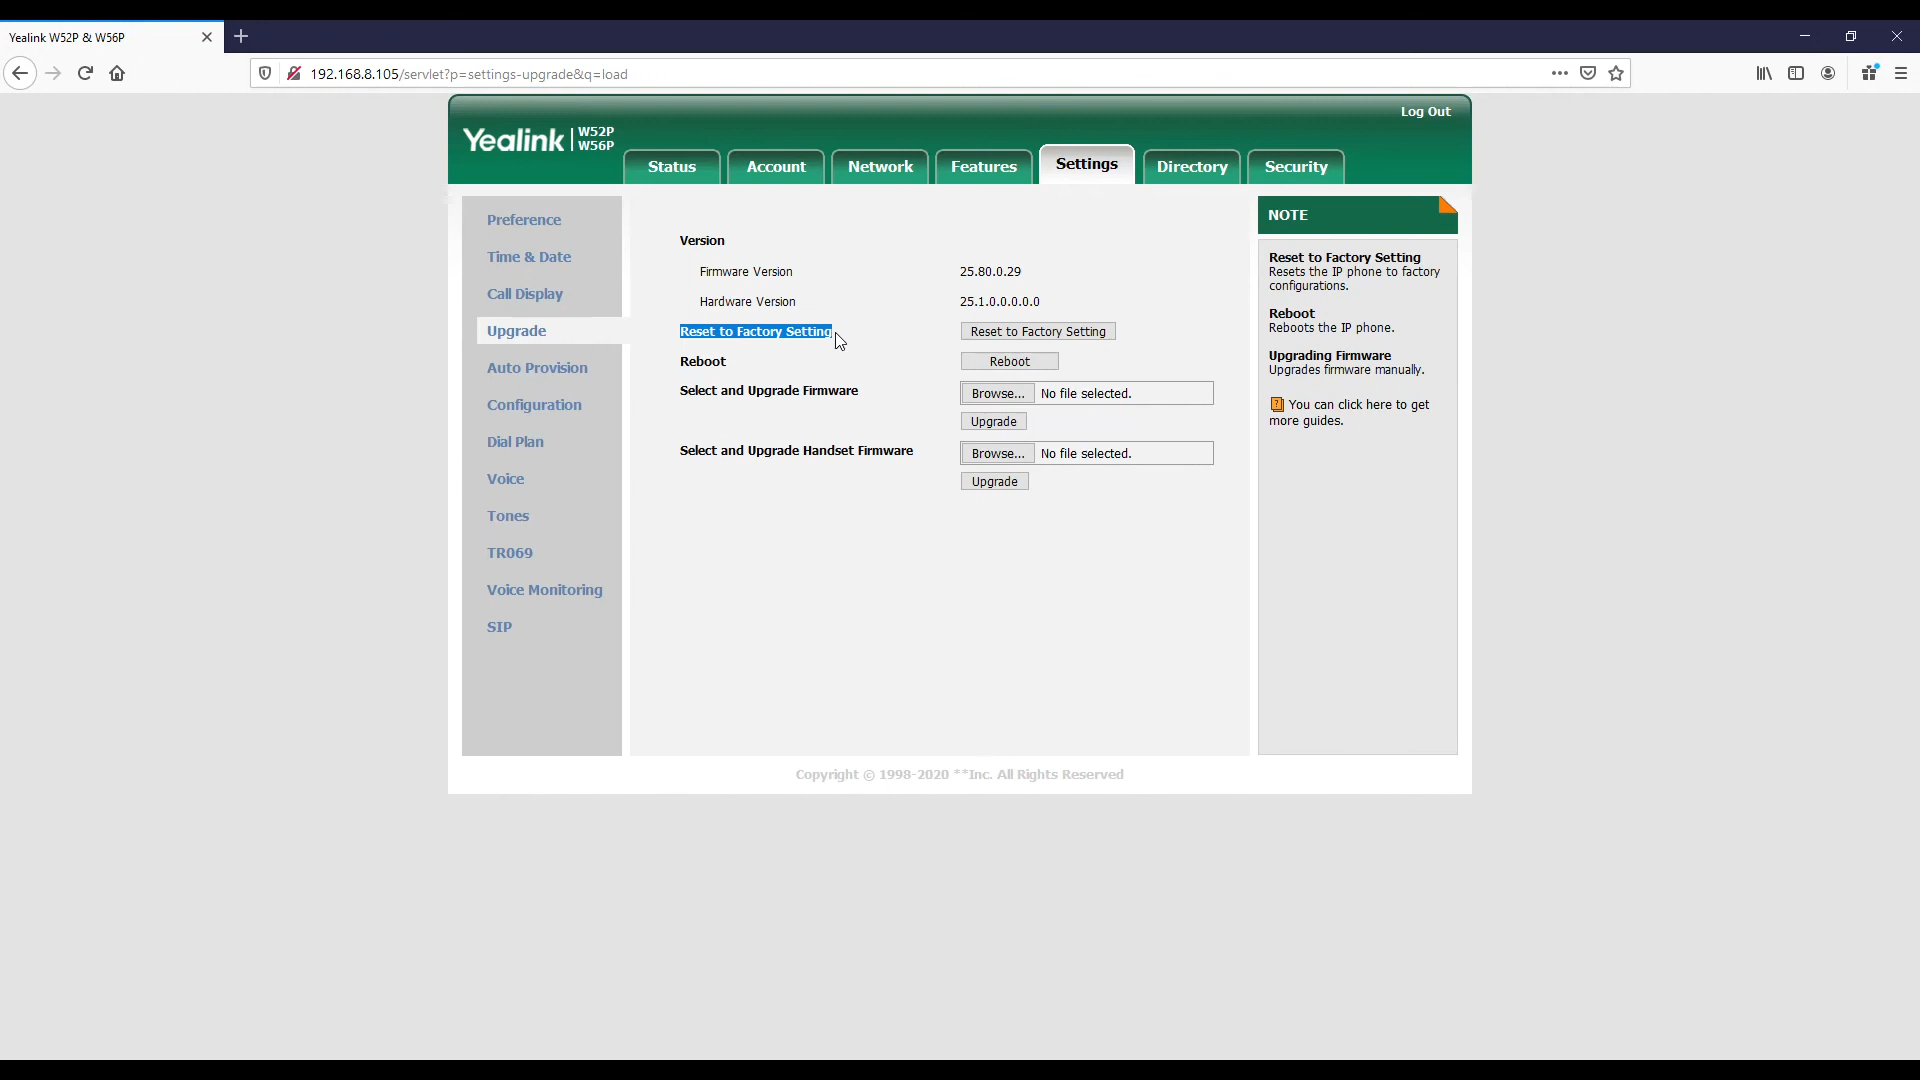 Yealink W52P & W56P
192.168.8.105/servlet?p=settings-upgrade&q=load
Log Out
Yealink W52P W56P
Status Account Network Features Settings Directory Security
Preference
Time & Date
Call Display
Upgrade
Auto Provision
Configuration
Dial Plan
Voice
Tones
TR069
Voice Monitoring
SIP
Version
Firmware Version 25.80.0.29
Hardware Version 25.1.0.0.0.0.0
Reset to Factory Setting Reset to Factory Setting
Reboot Reboot
Select and Upgrade Firmware Browse... No file selected.
Upgrade
Select and Upgrade Handset Firmware Browse... No file selected.
Upgrade
NOTE
Reset to Factory Setting
Resets the IP phone to factory
configurations.
Reboot
Reboots the IP phone.
Upgrading Firmware
Upgrades firmware manually.
? You can click here to get
more guides.
Copyright © 1998-2020 **Inc. All Rights Reserved